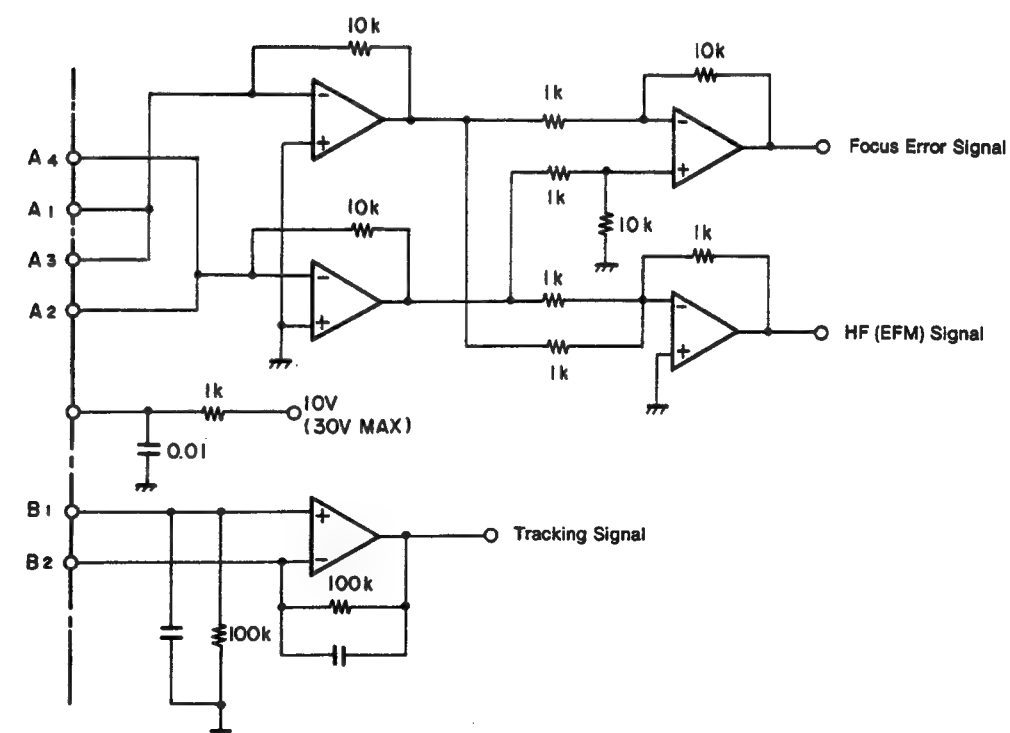 10k
10k
1k
A4
Focus Error Signal
1k
A1
10k
10k
1k
A3
1k
A2
HF (EFM) Signal
1k
1k
10V
(30V MAX)
0.01
B1
Tracking Signal
B2
100k
100k